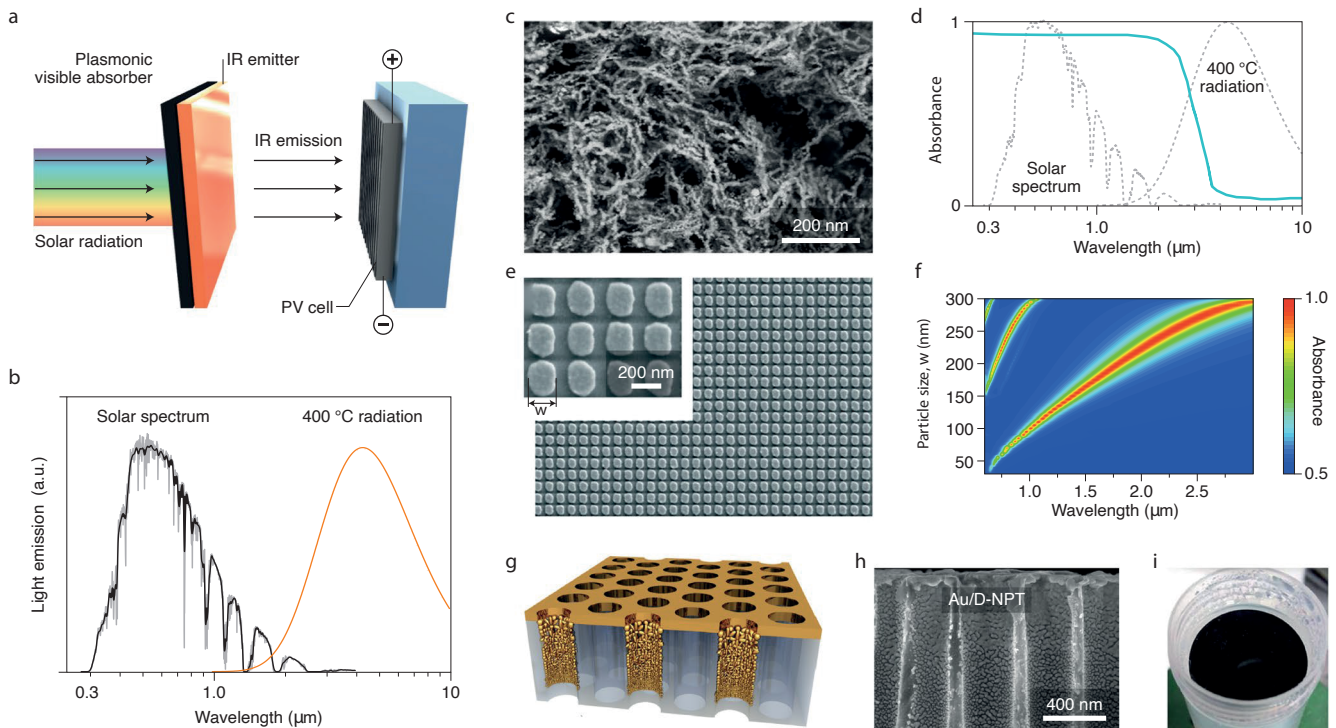 a
Plasmonic
visible absorber
IR emitter
IR emission
Solar radiation
PV cell
+
−
b
Light emission (a.u.)
Solar spectrum
400 °C radiation
0.3
1.0
10
Wavelength (μm)
c
200 nm
d
Absorbance
1
0
400 °C
radiation
Solar
spectrum
0.3
1.0
10
Wavelength (μm)
e
200 nm
w
f
Particle size, w (nm)
300
250
200
150
100
50
1.0
1.5
2.0
2.5
Wavelength (μm)
1.0
Absorbance
0.5
g
h
Au/D-NPT
400 nm
i